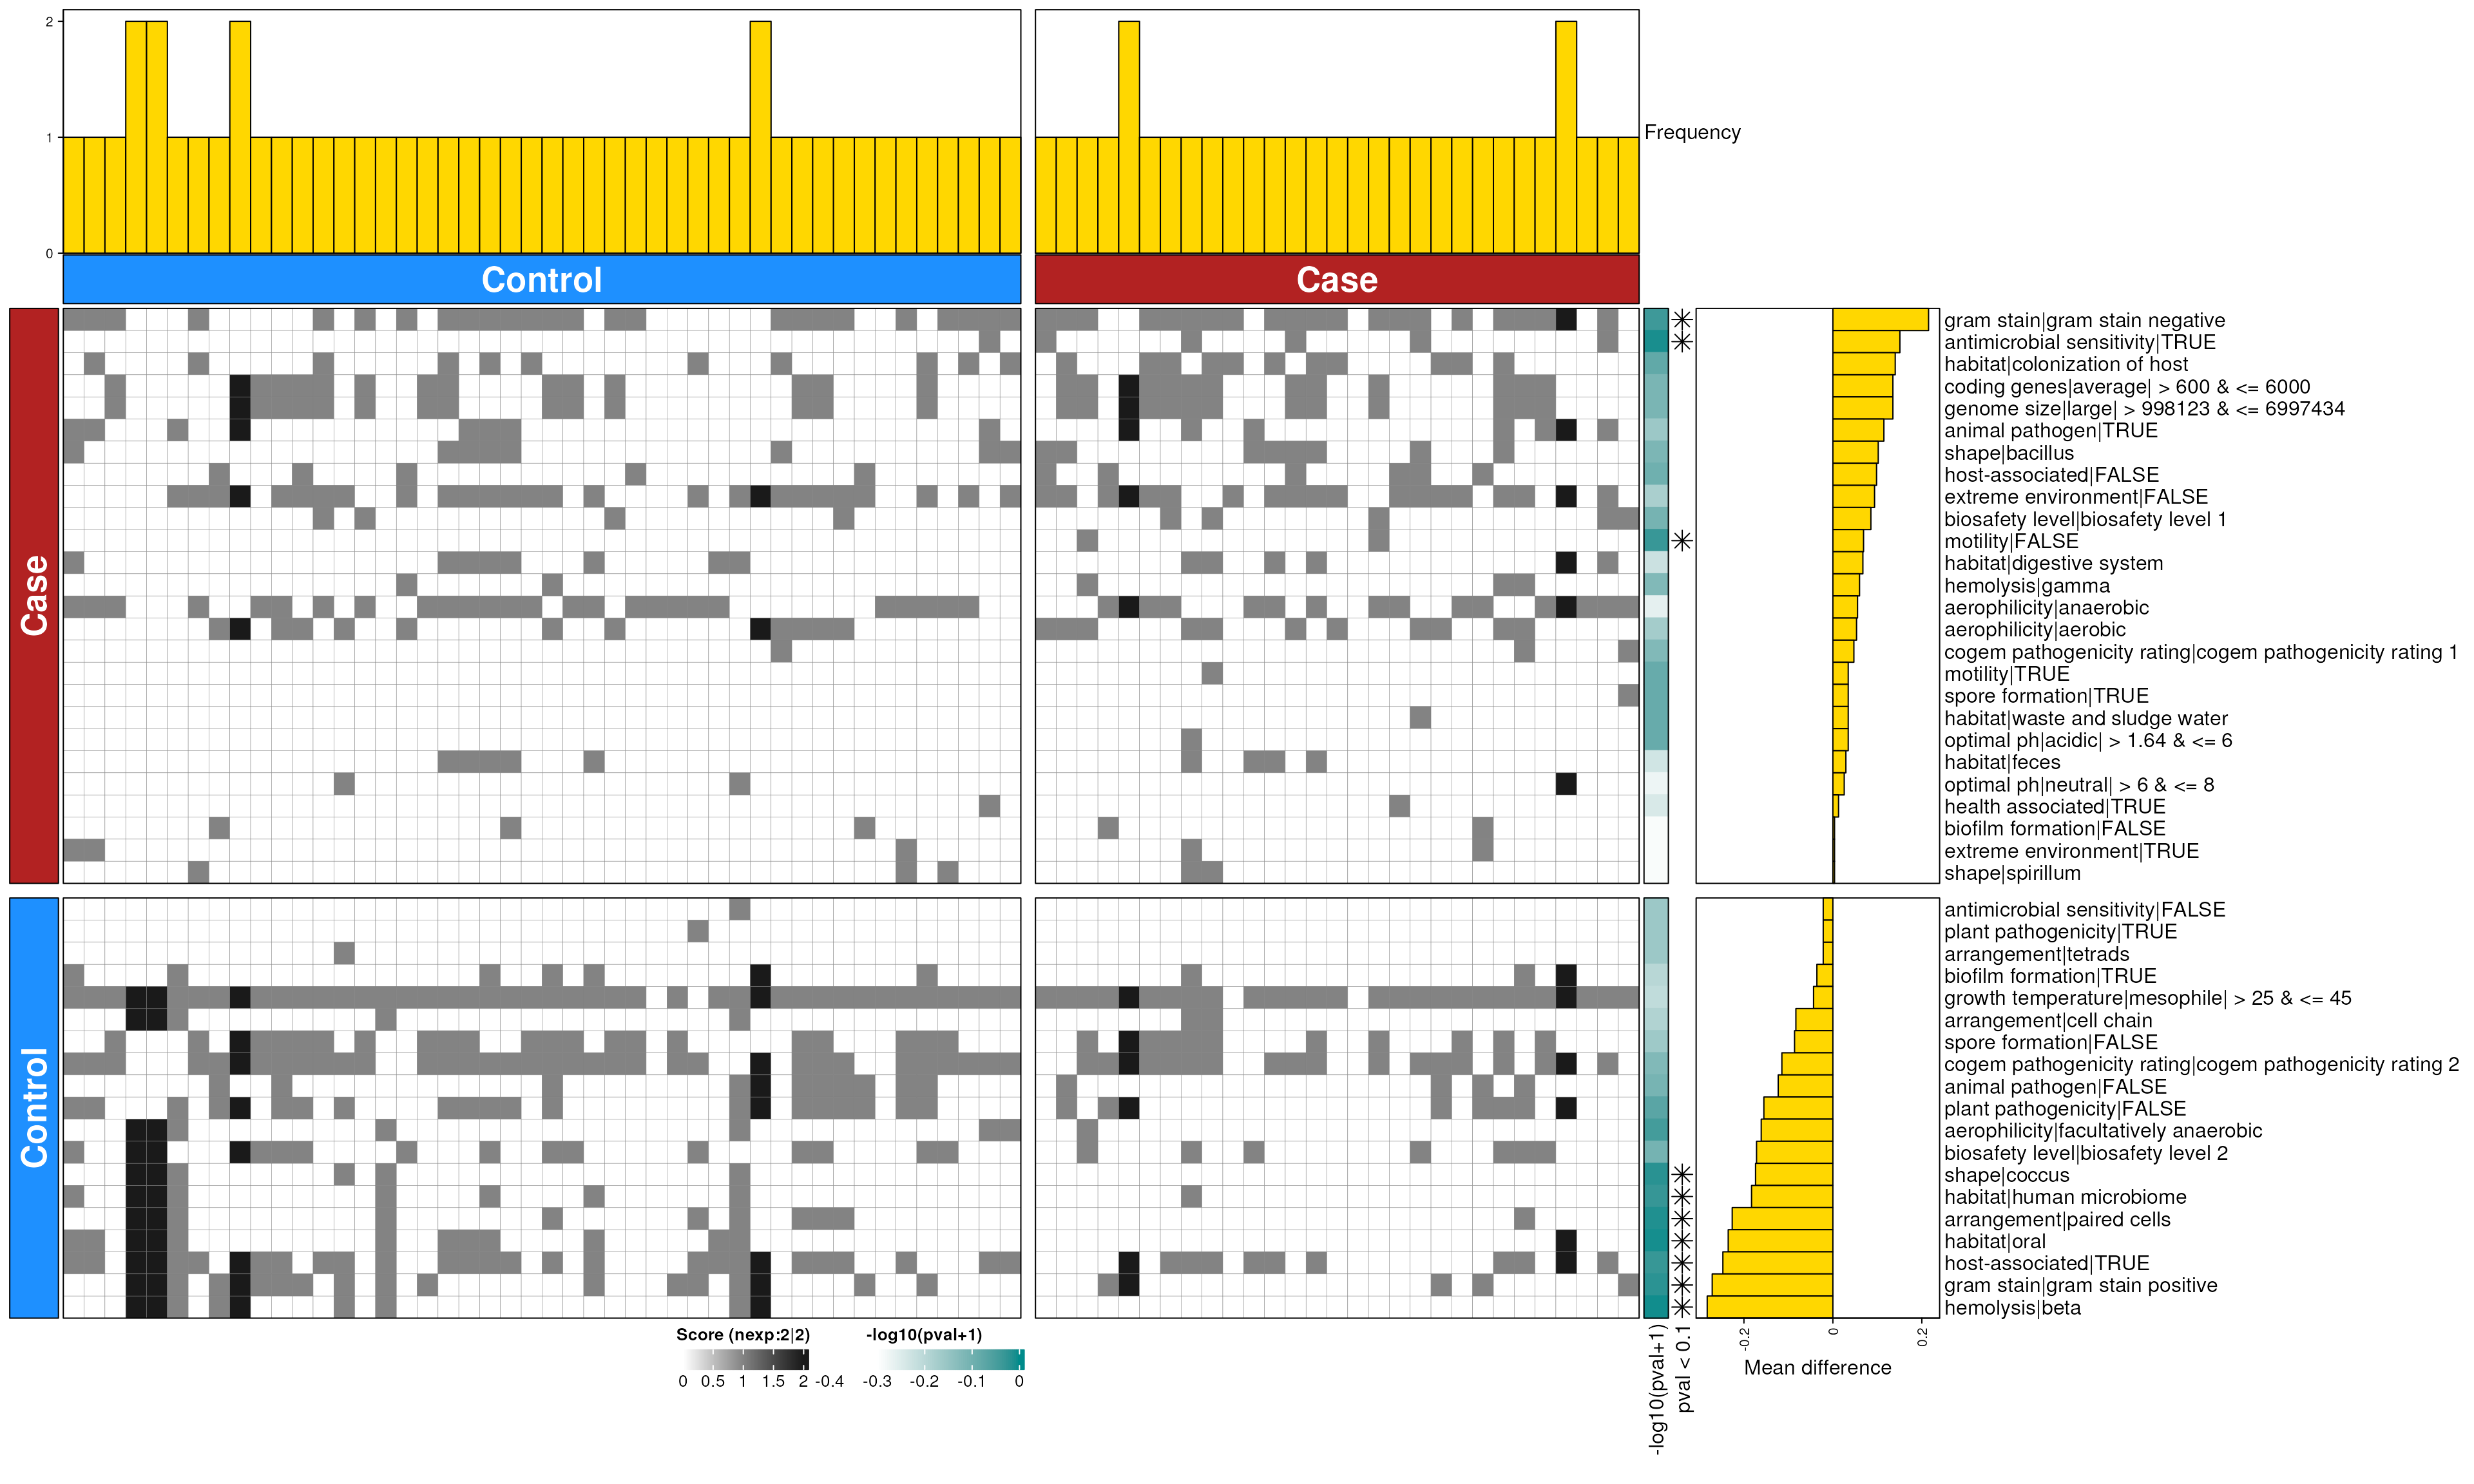 2
1
0
Frequency
Control
Case
Case
gram stain|gram stain negative
antimicrobial sensitivity|TRUE
habitat|colonization of host
coding genes|average| > 600 & <= 6000
genome size|large| > 998123 & <= 6997434
animal pathogen|TRUE
shape|bacillus
host-associated|FALSE
extreme environment|FALSE
biosafety level|biosafety level 1
motility|FALSE
habitat|digestive system
hemolysis|gamma
aerophilicity|anaerobic
aerophilicity|aerobic
cogem pathogenicity rating|cogem pathogenicity rating 1
motility|TRUE
spore formation|TRUE
habitat|waste and sludge water
optimal ph|acidic| > 1.64 & <= 6
habitat|feces
optimal ph|neutral| > 6 & <= 8
health associated|TRUE
biofilm formation|FALSE
extreme environment|TRUE
shape|spirillum
Control
antimicrobial sensitivity|FALSE
plant pathogenicity|TRUE
arrangement|tetrads
biofilm formation|TRUE
growth temperature|mesophile| > 25 & <= 45
arrangement|cell chain
spore formation|FALSE
cogem pathogenicity rating|cogem pathogenicity rating 2
animal pathogen|FALSE
plant pathogenicity|FALSE
aerophilicity|facultatively anaerobic
biosafety level|biosafety level 2
shape|coccus
habitat|human microbiome
arrangement|paired cells
habitat|oral
host-associated|TRUE
gram stain|gram stain positive
hemolysis|beta
Score (nexp:2|2)
0 0.5 1 1.5 2
-log10(pval+1)
-0.4 -0.3 -0.2 -0.1 0
-log10(pval+1)
pval < 0.1
-0.2 0 0.2
Mean difference